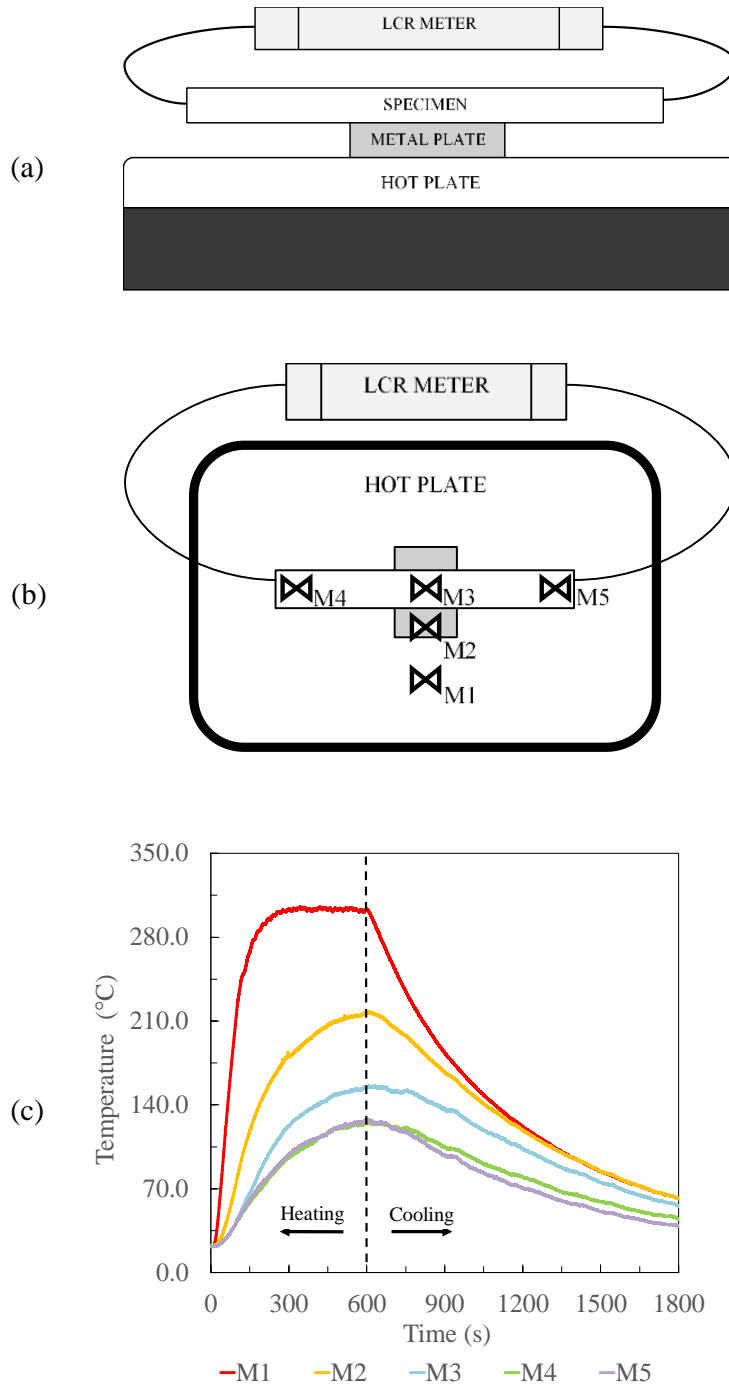 LCR METER
SPECIMEN
METAL PLATE
(a)
HOT PLATE
LCR METER
HOT PLATE
(b)
M4
M3
M5
M2
M1
350.0
280.0
210.0
(c)
Temperature (°C)
140.0
70.0
Heating
Cooling
0.0
0 300 600 900 1200 1500 1800
Time (s)
M1 M2 M3 M4 M5